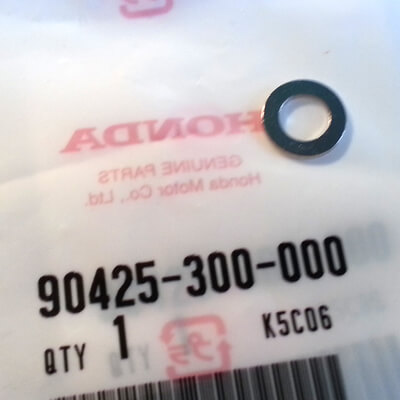 HONDA
GENUINE PARTS
Honda Motor Co., Ltd.
90425-300-000
QTY 1 K5C06